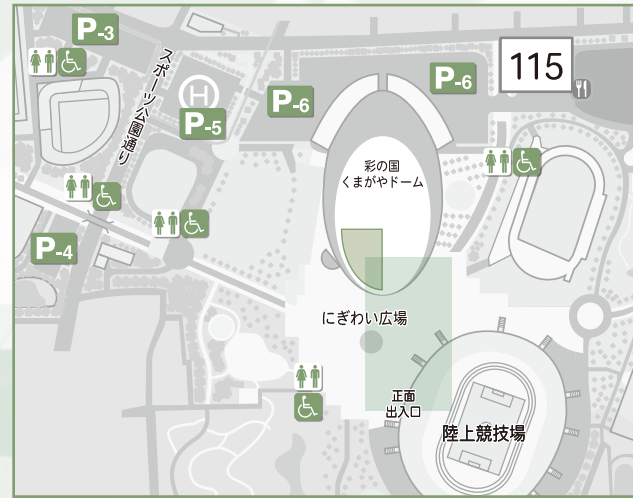 P-3
スポーツ公園通り
H
P-5
P-6
P-6
115
彩の国
くまがやドーム
P-4
にぎわい広場
正面
出入口
陸上競技場